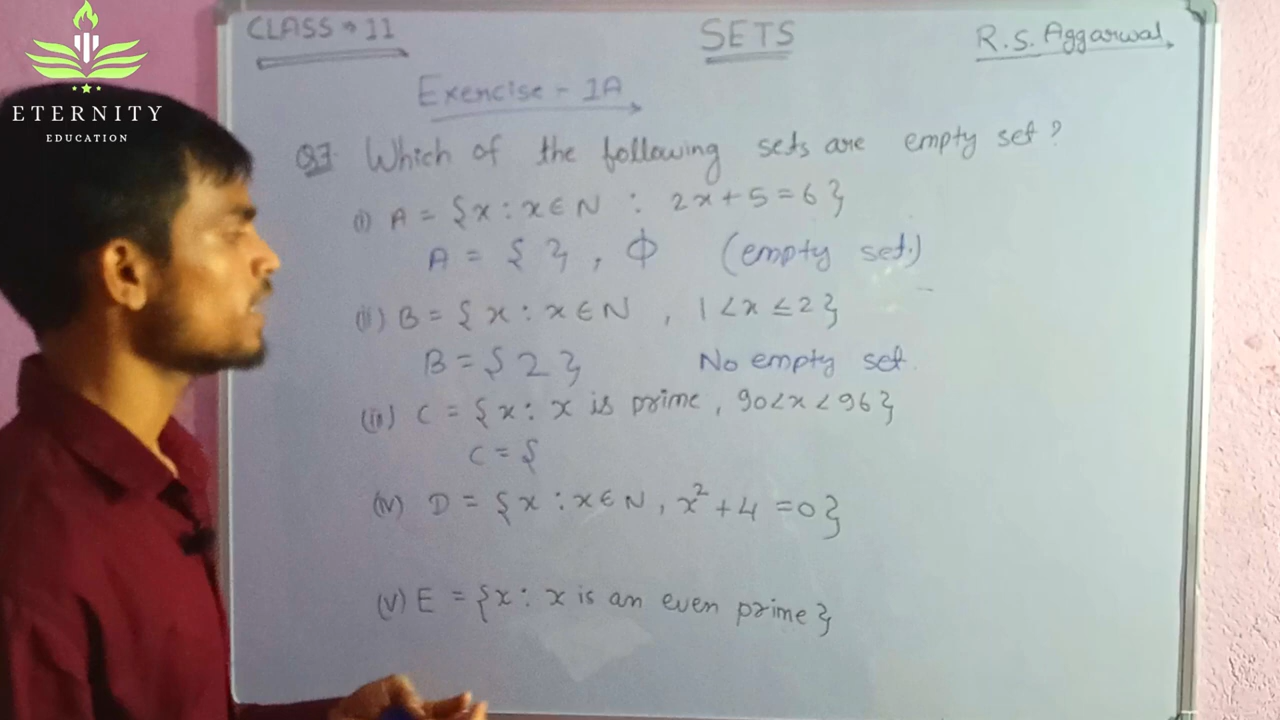 ETERNITY
EDUCATION
CLASS → 11
SETS
R.S. Aggarwal
Exercise - 1A
Q7. Which of the following sets are empty set?
(i) A = {x : x ∈ N : 2x + 5 = 6}
A = { } , ϕ (empty set.)
(ii) B = {x : x ∈ N , 1 < x ≤ 2}
B = { 2 } No empty set.
(iii) C = {x : x is prime , 90 < x < 96}
C = {
(iv) D = {x : x ∈ N , x² + 4 = 0}
(v) E = {x : x is an even prime}